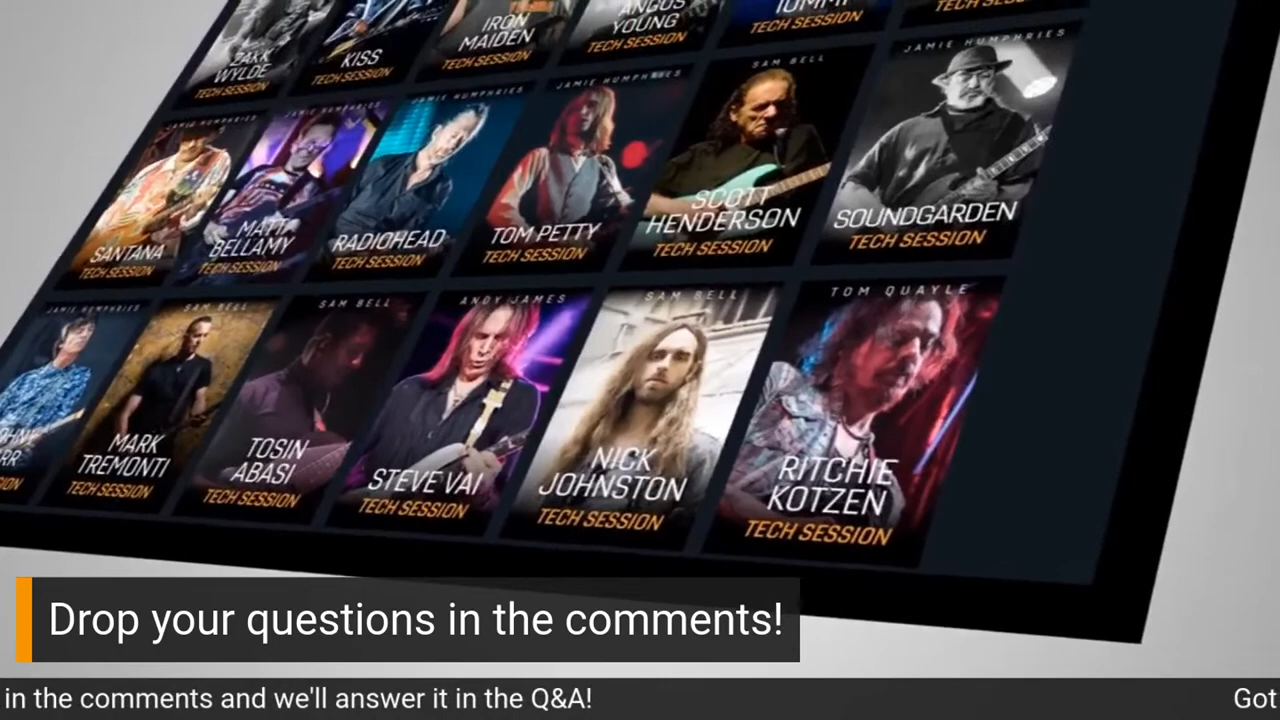 ZAKK
WYLDE
TECH SESSION
KISS
TECH SESSION
IRON
MAIDEN
TECH SESSION
ANGUS
YOUNG
TECH SESSION
TECH SESSION
JAMIE HUMPHRIES
SANTANA
TECH SESSION
JAMIE HUMPHRIES
MATT
BELLAMY
TECH SESSION
JAMIE HUMPHRIES
RADIOHEAD
TECH SESSION
JAMIE HUMPHRIES
TOM PETTY
TECH SESSION
SAM BELL
SCOTT
HENDERSON
TECH SESSION
JAMIE HUMPHRIES
SOUNDGARDEN
TECH SESSION
JAMIE HUMPHRIES
SAM BELL
MARK
TREMONTI
TECH SESSION
SAM BELL
TOSIN
ABASI
TECH SESSION
ANDY JAMES
STEVE VAI
TECH SESSION
SAM BELL
NICK
JOHNSTON
TECH SESSION
TOM QUAYLE
RITCHIE
KOTZEN
TECH SESSION
Drop your questions in the comments!
in the comments and we'll answer it in the Q&A!
Got